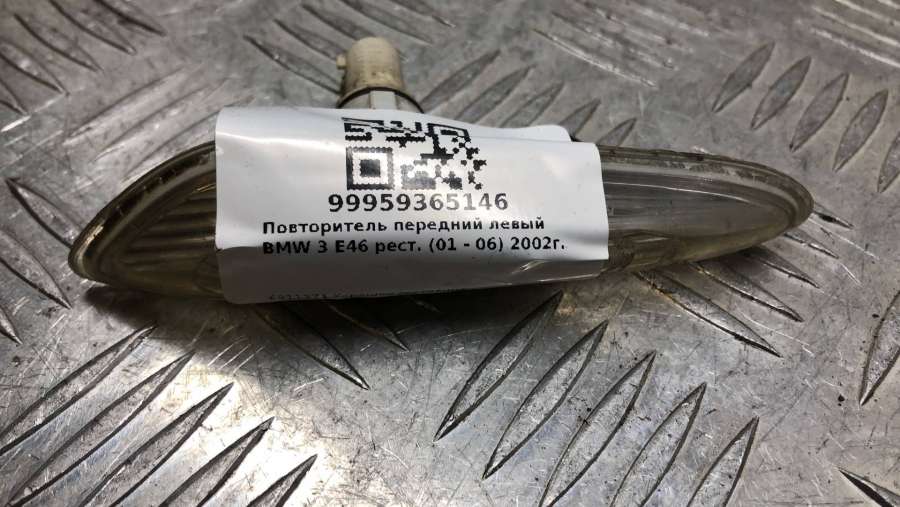 99959365146
Повторитель передний левый
BMW 3 E46 рест. (01 - 06) 2002г.